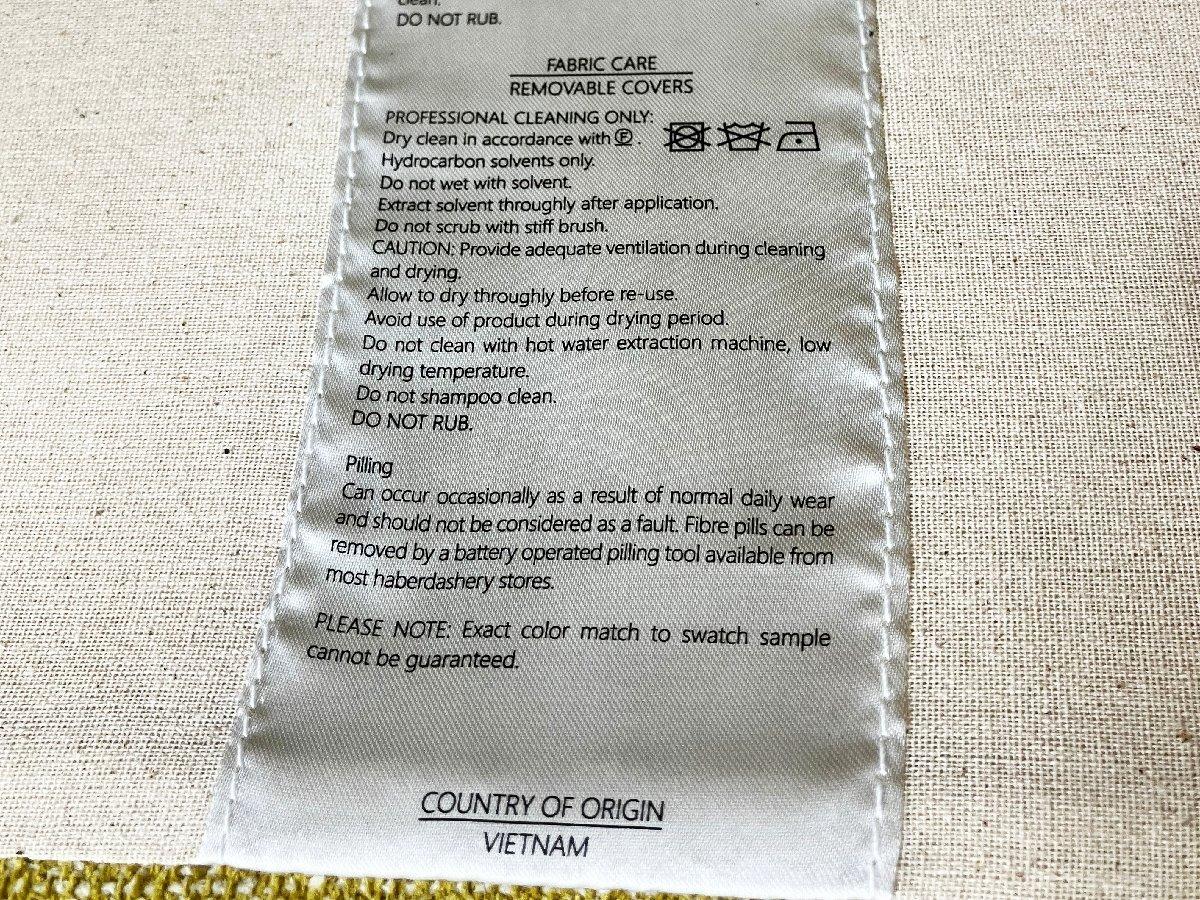 clean.
DO NOT RUB.
FABRIC CARE
REMOVABLE COVERS
PROFESSIONAL CLEANING ONLY:
Dry clean in accordance with Ⓕ.
Hydrocarbon solvents only.
Do not wet with solvent.
Extract solvent throughly after application.
Do not scrub with stiff brush.
CAUTION: Provide adequate ventilation during cleaning
and drying.
Allow to dry throughly before re-use.
Avoid use of product during drying period.
Do not clean with hot water extraction machine, low
drying temperature.
Do not shampoo clean.
DO NOT RUB.
Pilling
Can occur occasionally as a result of normal daily wear
and should not be considered as a fault. Fibre pills can be
removed by a battery operated pilling tool available from
most haberdashery stores.
PLEASE NOTE: Exact color match to swatch sample
cannot be guaranteed.
COUNTRY OF ORIGIN
VIETNAM